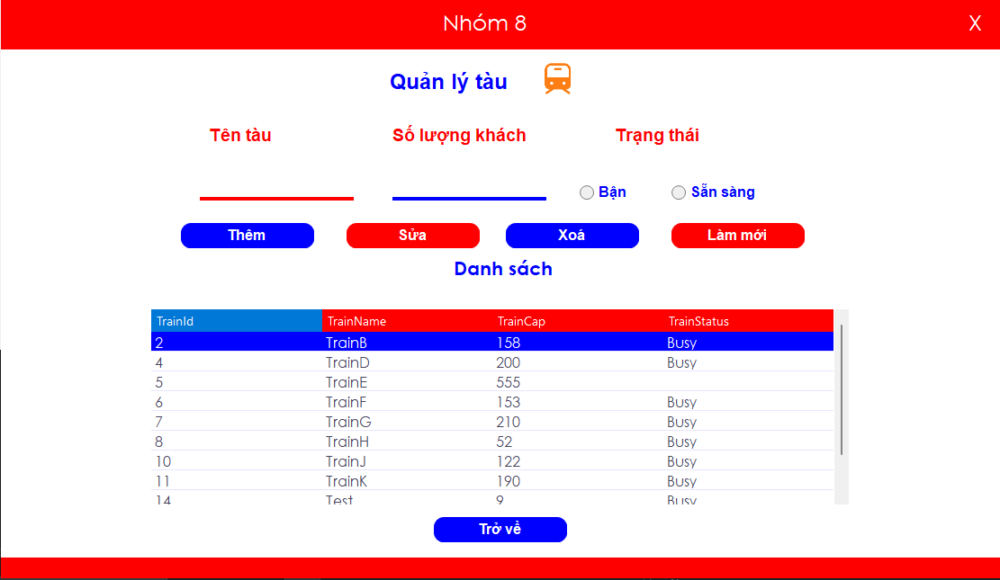 Nhóm 8 X
Quản lý tàu
Tên tàu Số lượng khách Trạng thái
Bận Sẵn sàng
Thêm Sửa Xoá Làm mới
Danh sách
TrainId TrainName TrainCap TrainStatus
2 TrainB 158 Busy
4 TrainD 200 Busy
5 TrainE 555
6 TrainF 153 Busy
7 TrainG 210 Busy
8 TrainH 52 Busy
10 TrainJ 122 Busy
11 TrainK 190 Busy
14 Test 9 Busy
Trở về